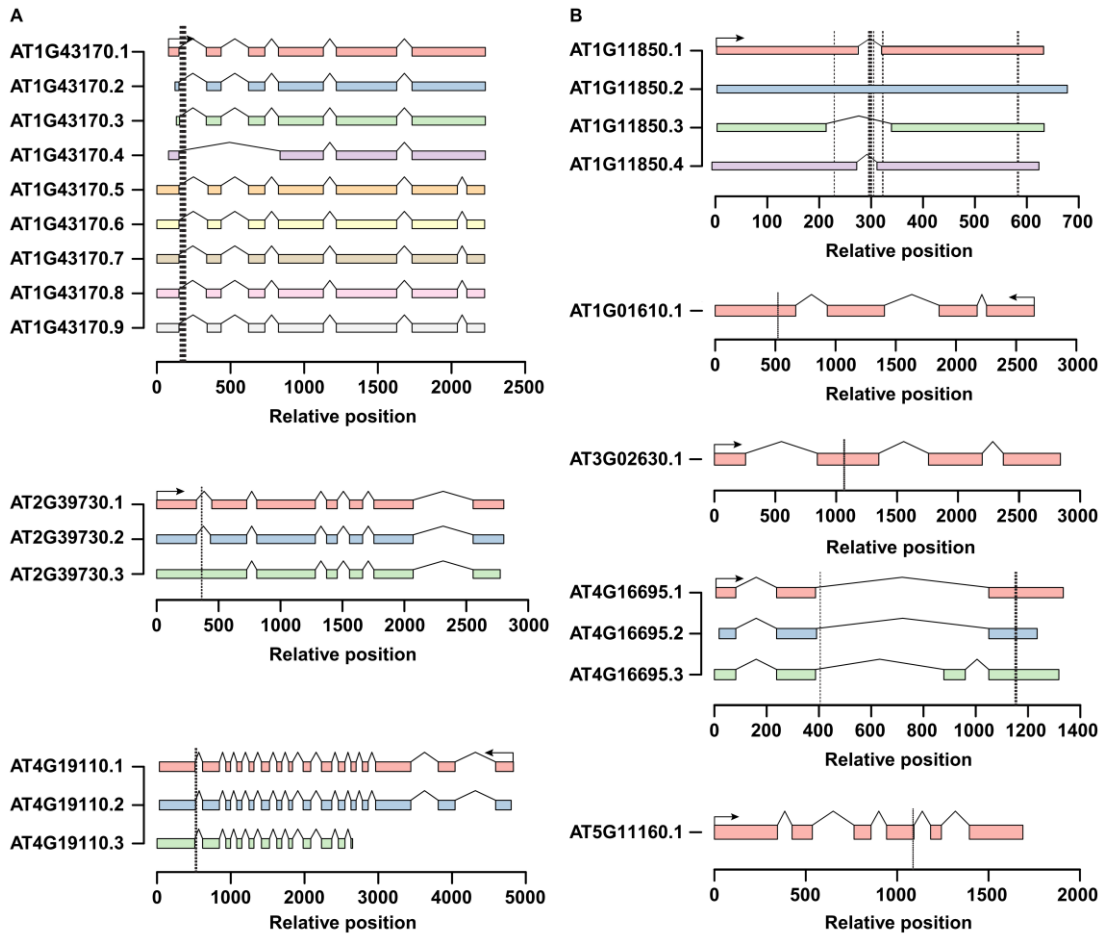 A
AT1G43170.1
AT1G43170.2
AT1G43170.3
AT1G43170.4
AT1G43170.5
AT1G43170.6
AT1G43170.7
AT1G43170.8
AT1G43170.9
0 500 1000 1500 2000 2500
Relative position
AT2G39730.1
AT2G39730.2
AT2G39730.3
0 500 1000 1500 2000 2500 3000
Relative position
AT4G19110.1
AT4G19110.2
AT4G19110.3
0 1000 2000 3000 4000 5000
Relative position
B
AT1G11850.1
AT1G11850.2
AT1G11850.3
AT1G11850.4
0 100 200 300 400 500 600 700
Relative position
AT1G01610.1
0 500 1000 1500 2000 2500 3000
Relative position
AT3G02630.1
0 500 1000 1500 2000 2500 3000
Relative position
AT4G16695.1
AT4G16695.2
AT4G16695.3
0 200 400 600 800 1000 1200 1400
Relative position
AT5G11160.1
0 500 1000 1500 2000
Relative position